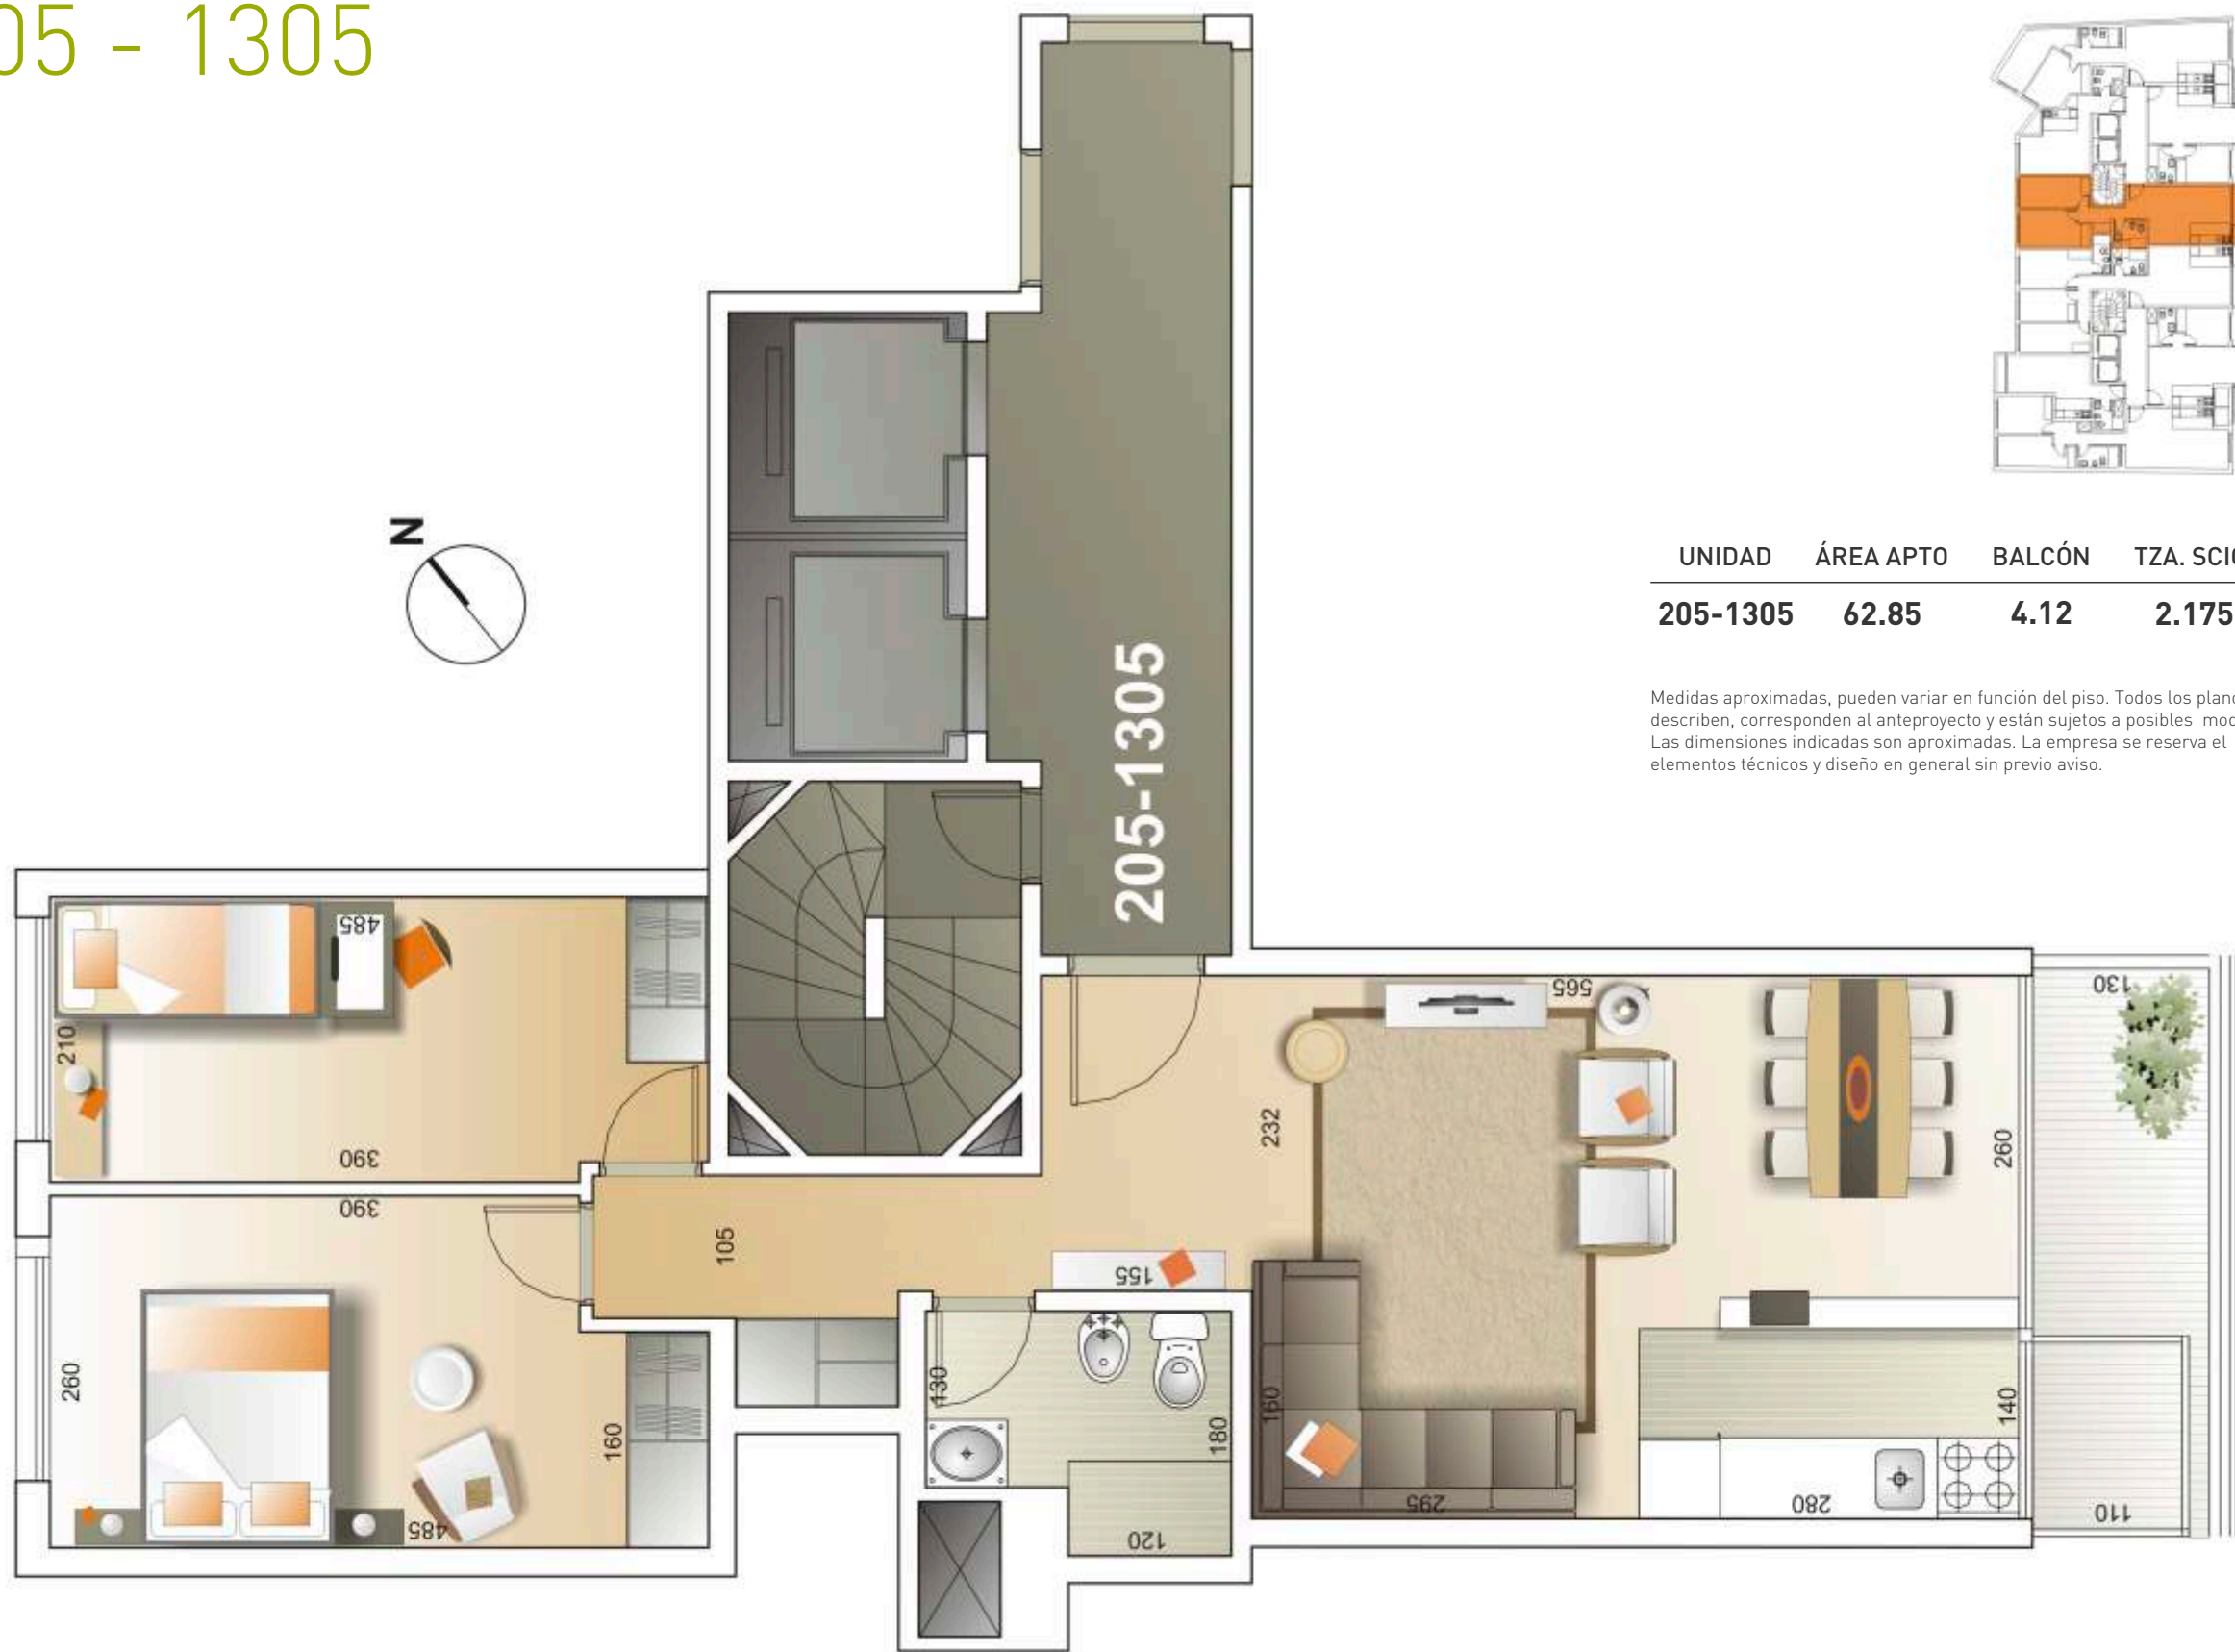 05 - 1305
N
UNIDAD ÁREA APTO BALCÓN TZA. SCIO
205-1305 62.85 4.12 2.175
Medidas aproximadas, pueden variar en función del piso. Todos los plano
describen, corresponden al anteproyecto y están sujetos a posibles mod
Las dimensiones indicadas son aproximadas. La empresa se reserva el
elementos técnicos y diseño en general sin previo aviso.
205-1305
485
210
390
390
260
485
160
105
155
130
180
120
565
232
160
295
260
140
280
130
110